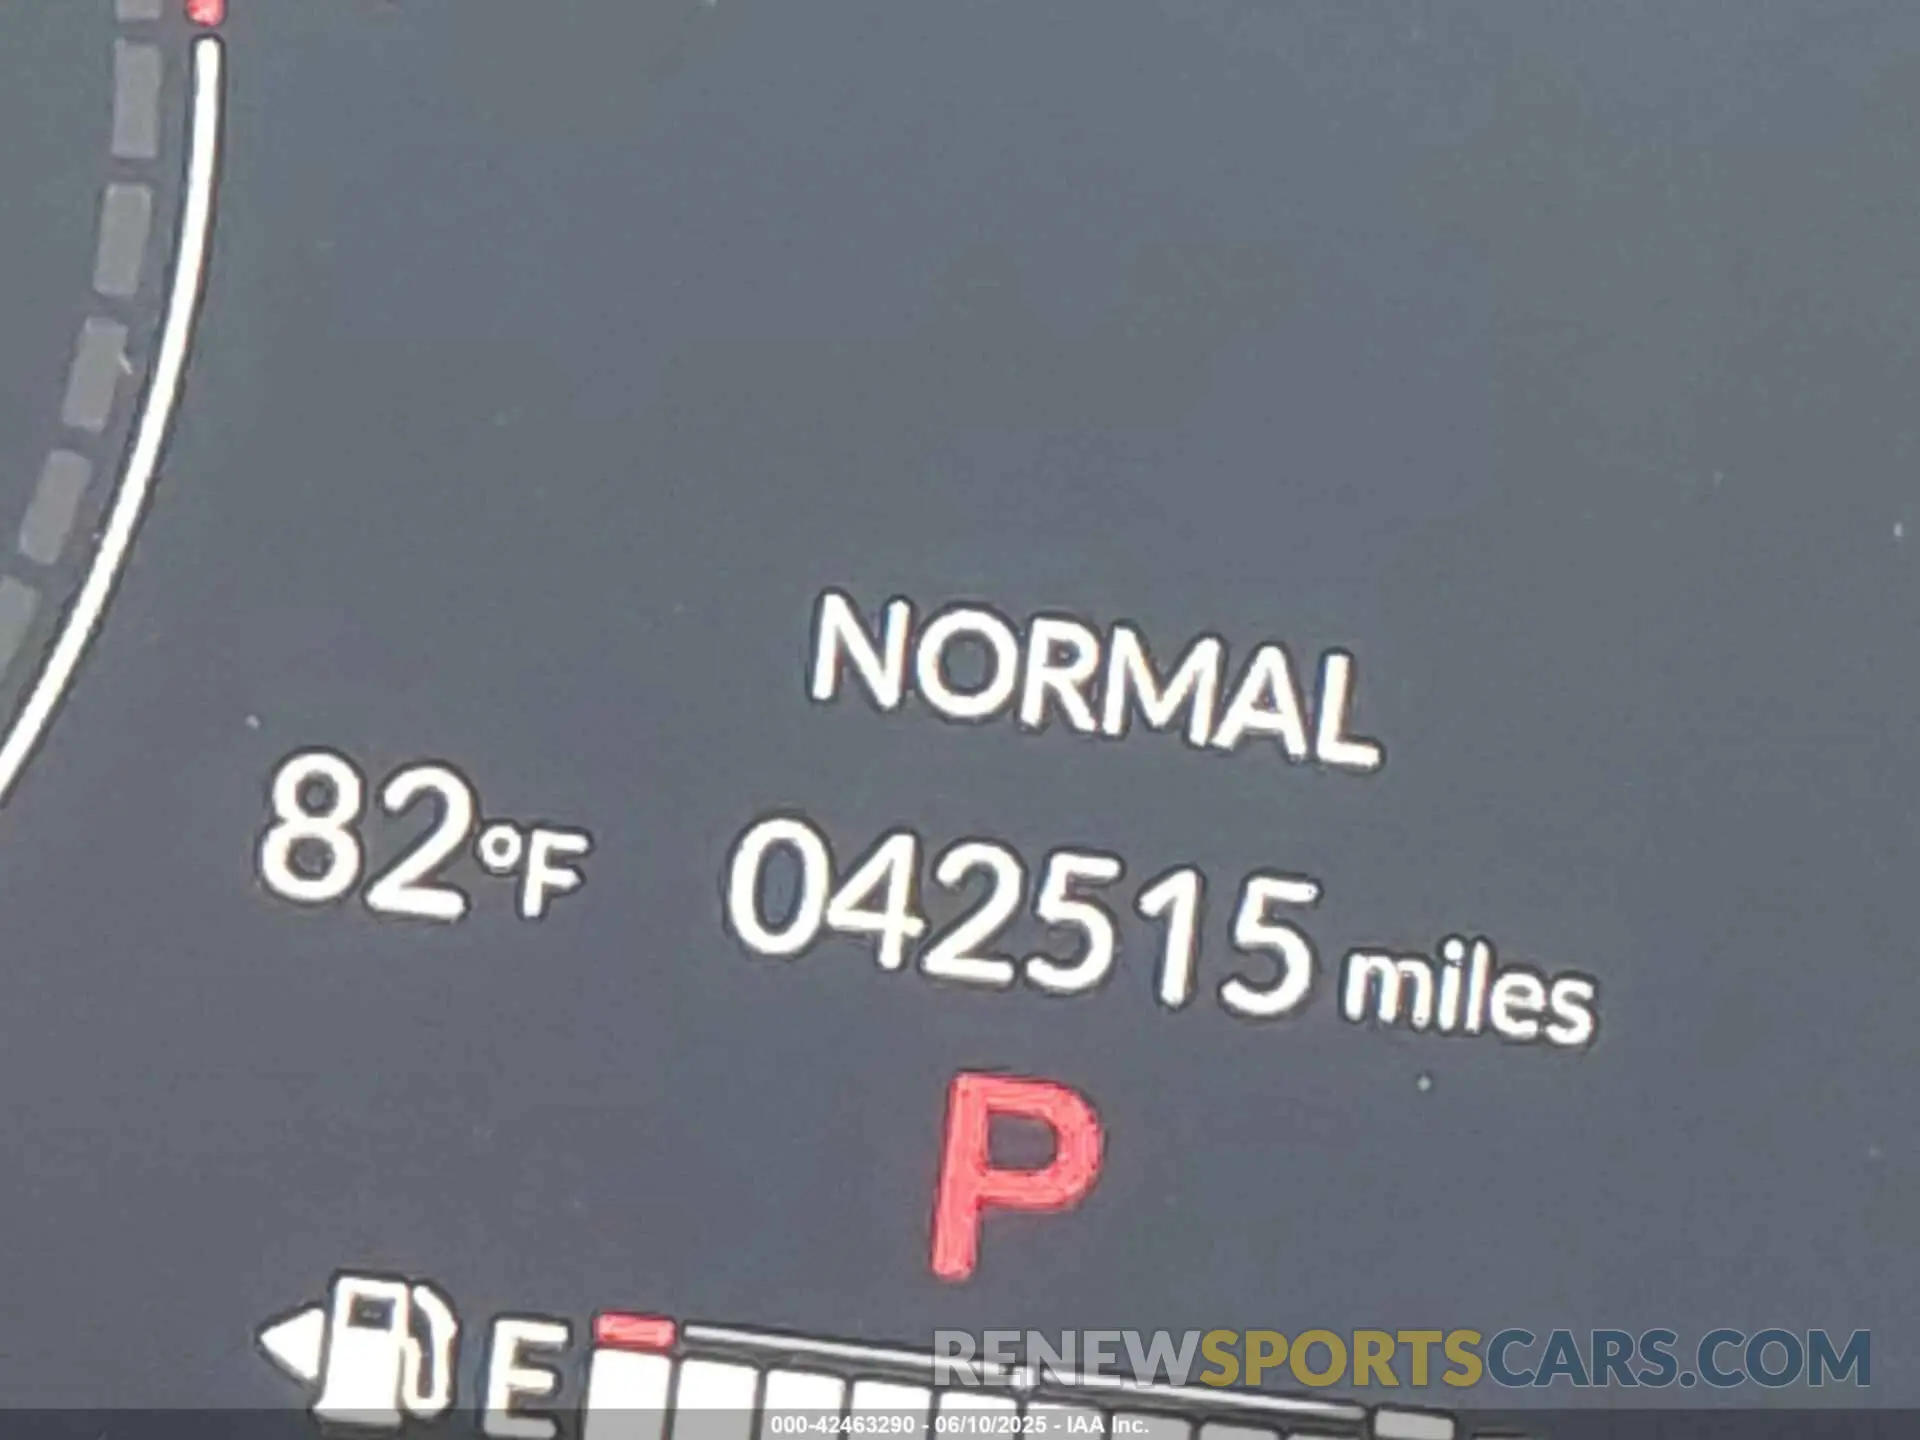 NORMAL
82°F 042515 miles
P
E
RENEWSPORTSCARS.COM
000-42463290 - 06/10/2025 - IAA Inc.